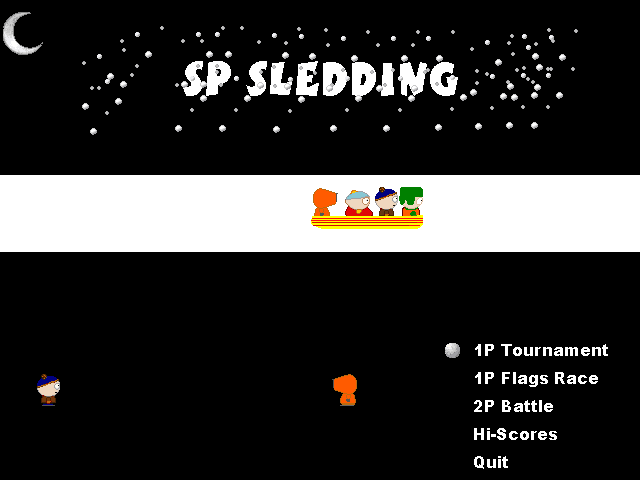 SP SLEDDING
1P Tournament
1P Flags Race
2P Battle
Hi-Scores
Quit